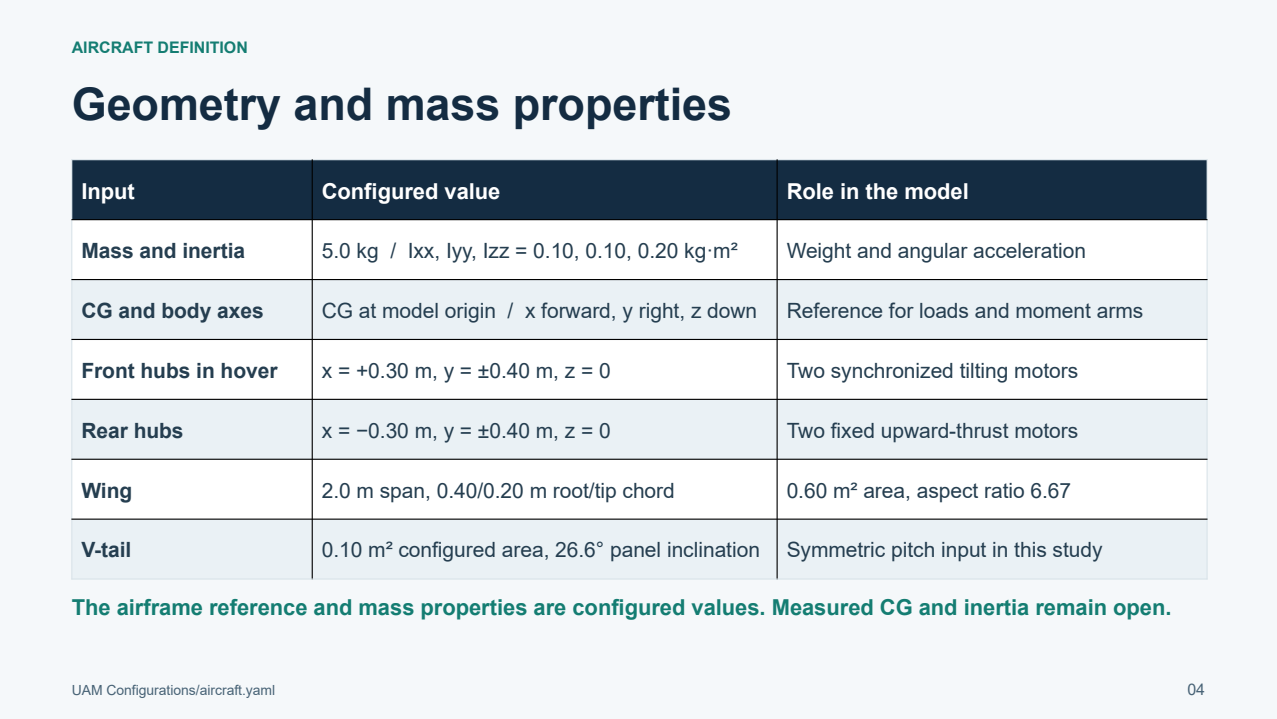 AIRCRAFT DEFINITION
Geometry and mass properties
Input Configured value Role in the model
Mass and inertia 5.0 kg / Ixx, Iyy, Izz = 0.10, 0.10, 0.20 kg·m² Weight and angular acceleration
CG and body axes CG at model origin / x forward, y right, z down Reference for loads and moment arms
Front hubs in hover x = +0.30 m, y = ±0.40 m, z = 0 Two synchronized tilting motors
Rear hubs x = −0.30 m, y = ±0.40 m, z = 0 Two fixed upward-thrust motors
Wing 2.0 m span, 0.40/0.20 m root/tip chord 0.60 m² area, aspect ratio 6.67
V-tail 0.10 m² configured area, 26.6° panel inclination Symmetric pitch input in this study
The airframe reference and mass properties are configured values. Measured CG and inertia remain open.
UAM Configurations/aircraft.yaml 04